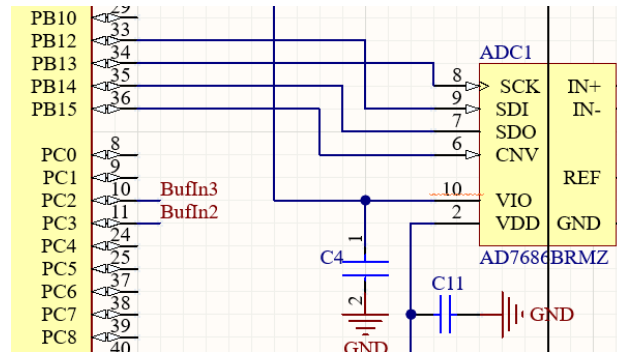 PB10 29
PB12 33
PB13 34
PB14 35
PB15 36
PC0 8
PC1 9
PC2 10 BufIn3
PC3 11 BufIn2
PC4 24
PC5 25
PC6 37
PC7 38
PC8 39
40
ADC1
8 SCK IN+
9 SDI IN-
7 SDO
6 CNV
REF
10 VIO
2 VDD GND
AD7686BRMZ
1
C4
2
GND
C11
GND